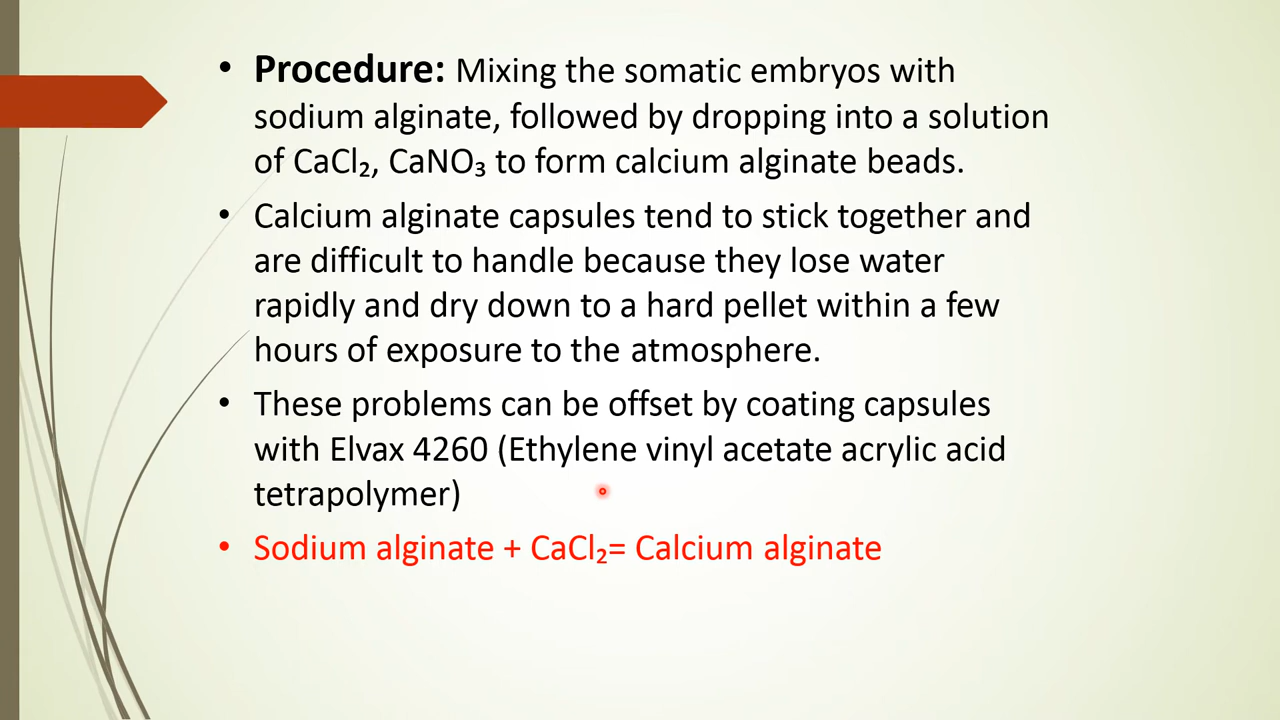 • Procedure: Mixing the somatic embryos with
sodium alginate, followed by dropping into a solution
of CaCl₂, CaNO₃ to form calcium alginate beads.
• Calcium alginate capsules tend to stick together and
are difficult to handle because they lose water
rapidly and dry down to a hard pellet within a few
hours of exposure to the atmosphere.
• These problems can be offset by coating capsules
with Elvax 4260 (Ethylene vinyl acetate acrylic acid
tetrapolymer)
• Sodium alginate + CaCl₂= Calcium alginate